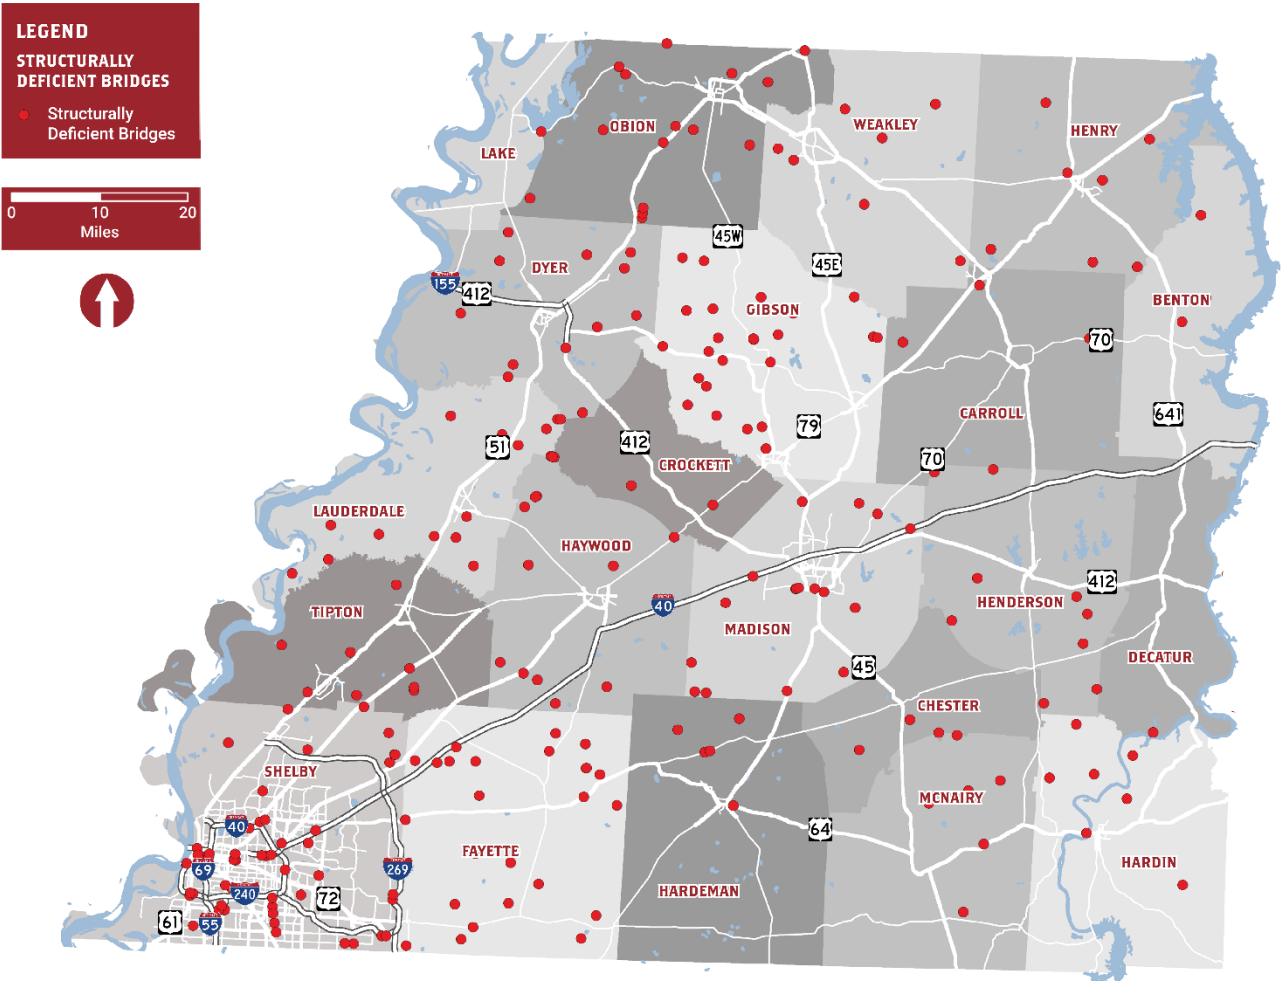 LEGEND
STRUCTURALLY
DEFICIENT BRIDGES
Structurally
Deficient Bridges
0 10 20
Miles
OBION
WEAKLEY
HENRY
LAKE
45W
45E
DYER
155
412
GIBSON
BENTON
70
CARROLL
641
79
51
412
CROCKETT
70
LAUDERDALE
HAYWOOD
412
HENDERSON
40
TIPTON
MADISON
DECATUR
45
CHESTER
SHELBY
MCNAIRY
40
64
FAYETTE
HARDIN
69
269
HARDEMAN
240
72
61
55